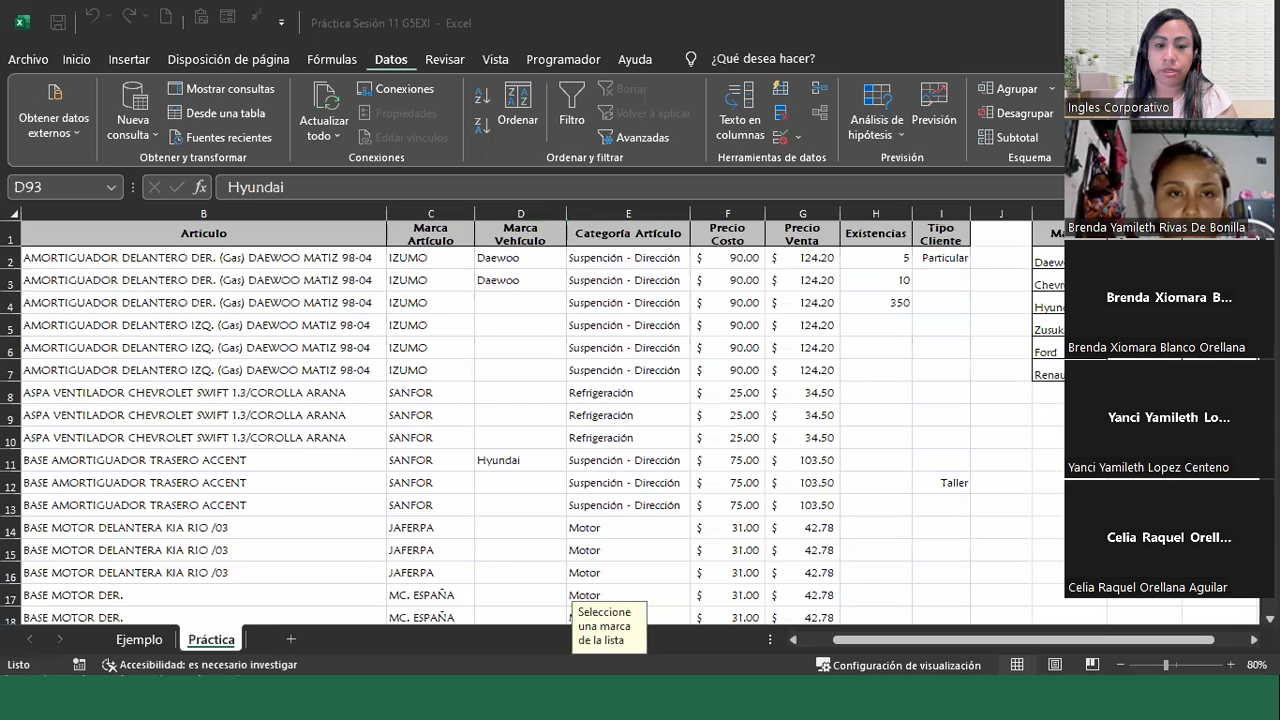 Práctica Sesión 11 G5EXI - Excel
Archivo Inicio Insertar Disposición de página Fórmulas Datos Revisar Vista Ayuda ¿Qué desea hacer?
Obtener datos externos
Nueva consulta
Mostrar consultas
Desde una tabla
Fuentes recientes
Obtener y transformar
Actualizar todo
Conexiones
Propiedades
Conexiones
Ordenar
Filtro
Borrar
Volver a aplicar
Avanzadas
Ordenar y filtrar
Texto en columnas
Herramientas de datos
Análisis de hipótesis
Previsión
Previsión
Agrupar
Desagrupar
Subtotal
Esquema
D93 fx Hyundai
B C D E F G H I J
1 Artículo Marca Artículo Marca Vehículo Categoría Artículo Precio Costo Precio Venta Existencias Tipo Cliente
2 AMORTIGUADOR DELANTERO DER. (Gas) DAEWOO MATIZ 98-04 IZUMO Daewoo Suspención - Dirección $ 90.00 $ 124.20 5 Particular
3 AMORTIGUADOR DELANTERO DER. (Gas) DAEWOO MATIZ 98-04 IZUMO Daewoo Suspención - Dirección $ 90.00 $ 124.20 10
4 AMORTIGUADOR DELANTERO DER. (Gas) DAEWOO MATIZ 98-04 IZUMO Suspención - Dirección $ 90.00 $ 124.20 350
5 AMORTIGUADOR DELANTERO IZQ. (Gas) DAEWOO MATIZ 98-04 IZUMO Suspención - Dirección $ 90.00 $ 124.20
6 AMORTIGUADOR DELANTERO IZQ. (Gas) DAEWOO MATIZ 98-04 IZUMO Suspención - Dirección $ 90.00 $ 124.20
7 AMORTIGUADOR DELANTERO IZQ. (Gas) DAEWOO MATIZ 98-04 IZUMO Suspención - Dirección $ 90.00 $ 124.20
8 ASPA VENTILADOR CHEVROLET SWIFT 1.3/COROLLA ARANA SANFOR Refrigeración $ 25.00 $ 34.50
9 ASPA VENTILADOR CHEVROLET SWIFT 1.3/COROLLA ARANA SANFOR Refrigeración $ 25.00 $ 34.50
10 ASPA VENTILADOR CHEVROLET SWIFT 1.3/COROLLA ARANA SANFOR Refrigeración $ 25.00 $ 34.50
11 BASE AMORTIGUADOR TRASERO ACCENT SANFOR Hyundai Suspención - Dirección $ 75.00 $ 103.50
12 BASE AMORTIGUADOR TRASERO ACCENT SANFOR Suspención - Dirección $ 75.00 $ 103.50 Taller
13 BASE AMORTIGUADOR TRASERO ACCENT SANFOR Suspención - Dirección $ 75.00 $ 103.50
14 BASE MOTOR DELANTERA KIA RIO /03 JAFERPA Motor $ 31.00 $ 42.78
15 BASE MOTOR DELANTERA KIA RIO /03 JAFERPA Motor $ 31.00 $ 42.78
16 BASE MOTOR DELANTERA KIA RIO /03 JAFERPA Motor $ 31.00 $ 42.78
17 BASE MOTOR DER. MC. ESPAÑA Motor $ 31.00 $ 42.78
18 BASE MOTOR DER. MC. ESPAÑA $ 31.00 $ 42.78
Zusuk
Ford
Seleccione
una marca
de la lista
Ejemplo Práctica
Listo Accesibilidad: es necesario investigar Configuración de visualización 80%
Ingles Corporativo
Brenda Yamileth Rivas De Bonilla
Brenda Xiomara B...
Brenda Xiomara Blanco Orellana
Yanci Yamileth Lo...
Yanci Yamileth Lopez Centeno
Celia Raquel Orell...
Celia Raquel Orellana Aguilar